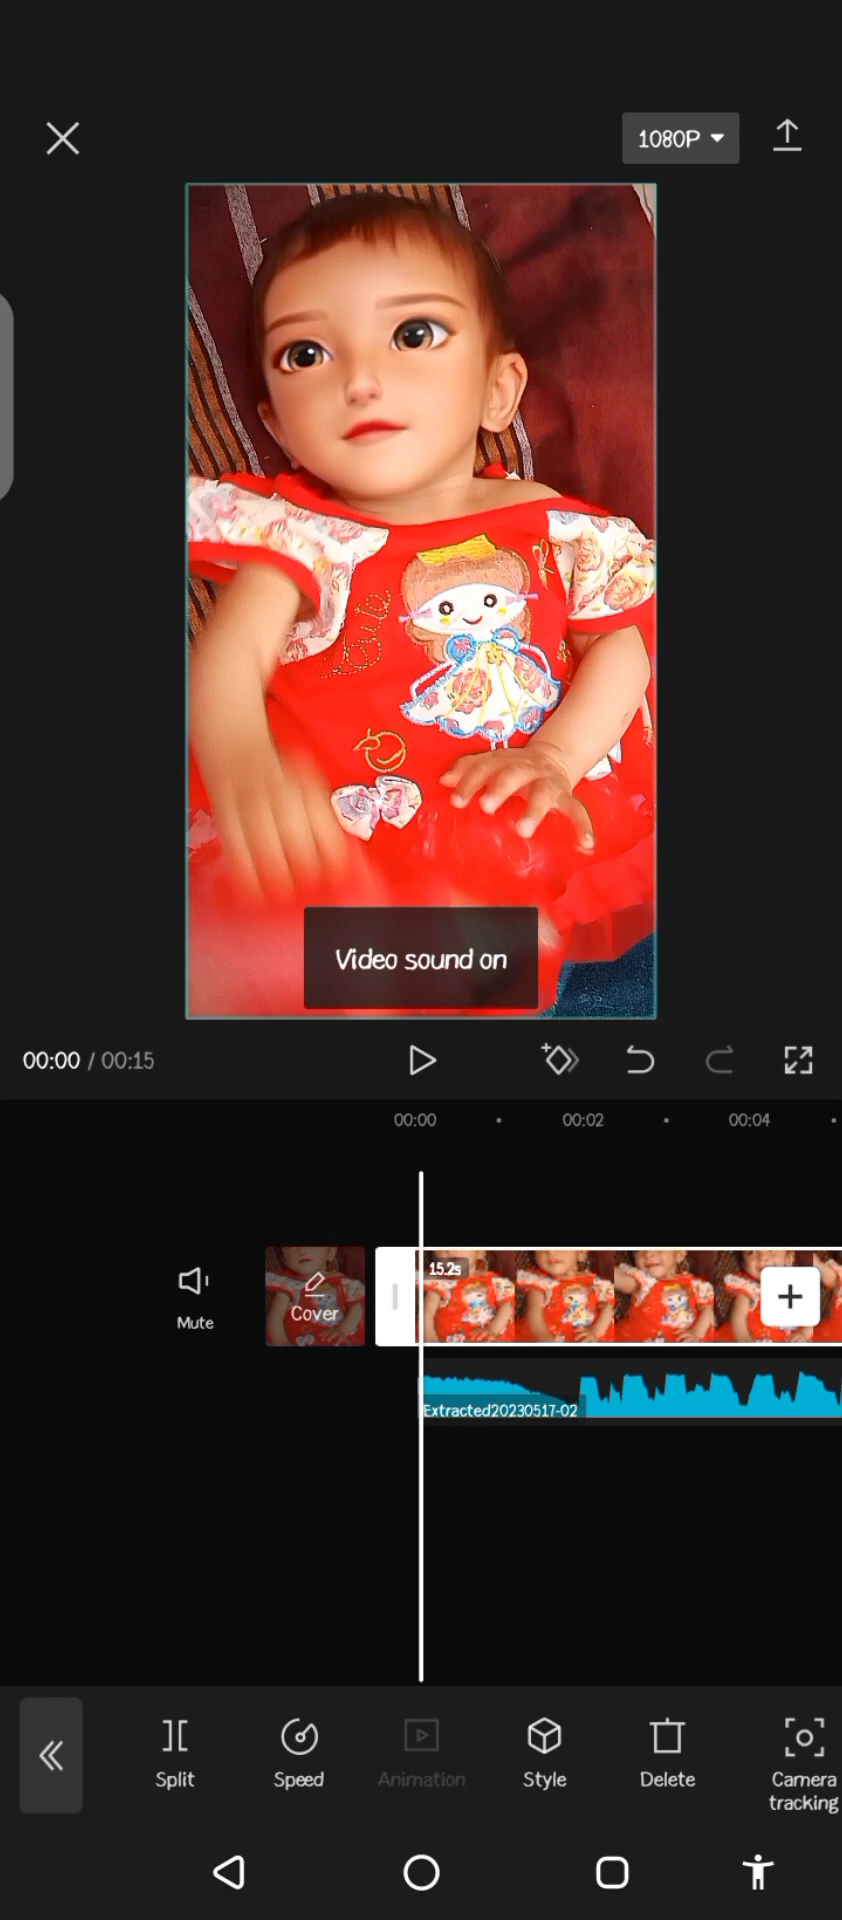 1080P
Cute
Video sound on
00:00 / 00:15
00:00
00:02
00:04
Mute
Cover
15.2s
Extracted20230517-02
Split
Speed
Animation
Style
Delete
Camera
tracking